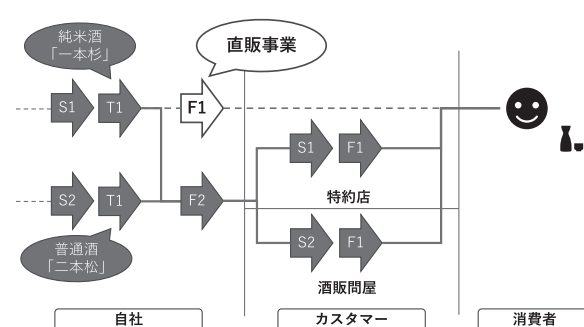 純米酒
「一本杉」
直販事業
S1
T1
F1
S1
F1
特約店
S2
T1
F2
普通酒
「二本松」
S2
F1
酒販問屋
自社
カスタマー
消費者